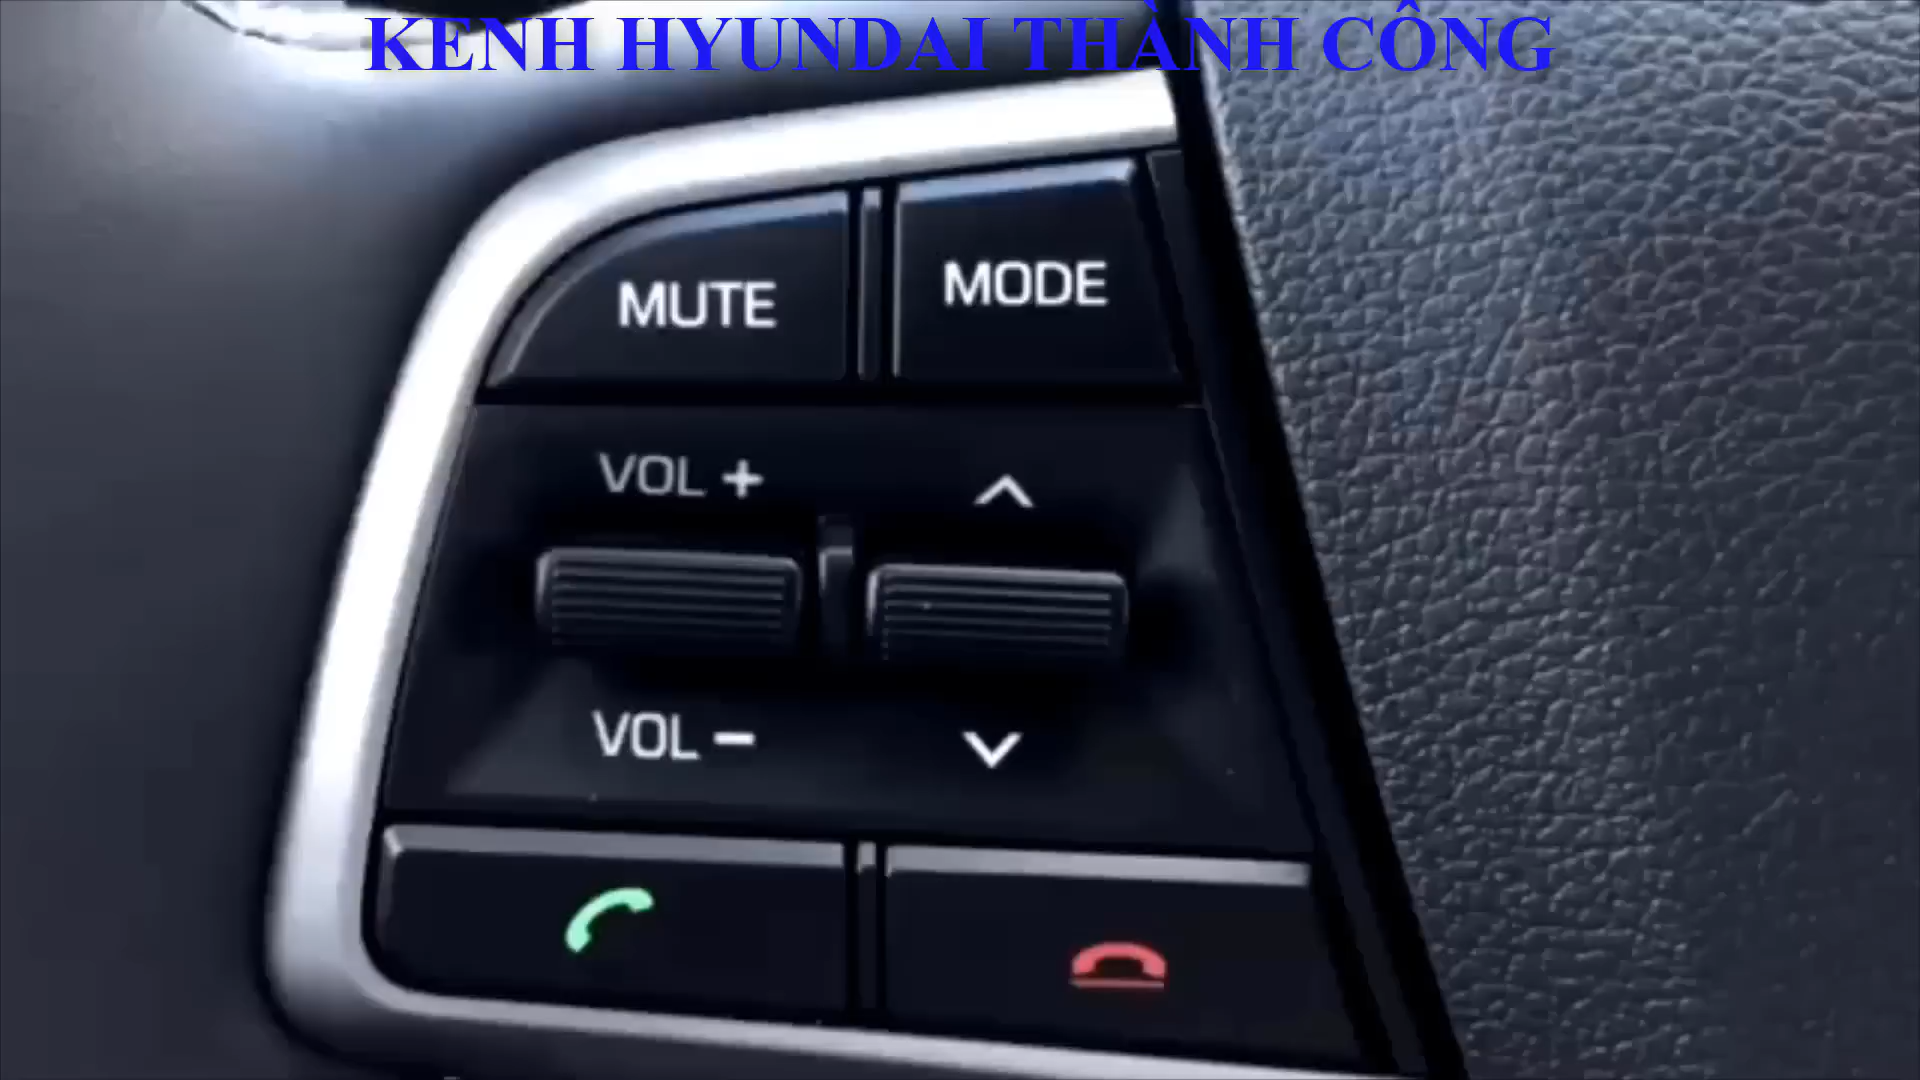 KENH HYUNDAI THÀNH CÔNG
MUTE MODE
VOL +
VOL -